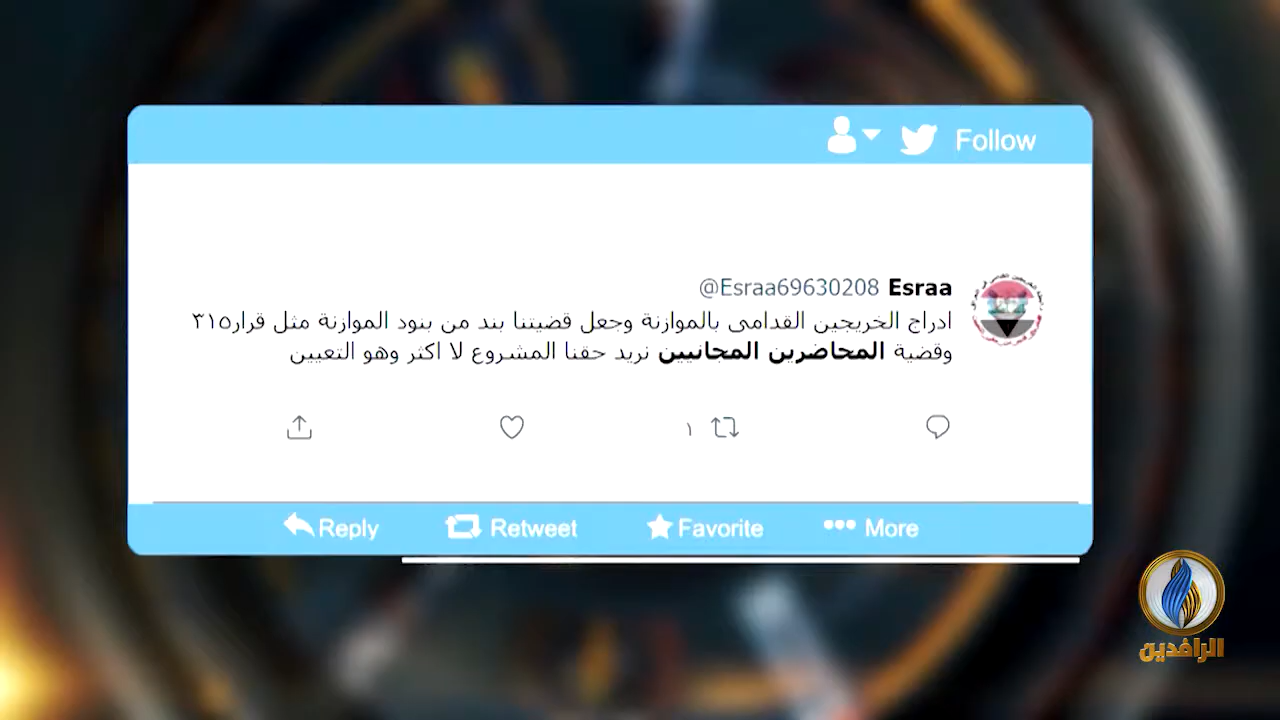 Follow
Esraa @Esraa69630208
ادراج الخريجين القدامى بالموازنة وجعل قضيتنا بند من بنود الموازنة مثل قرار٣١٥
وقضية المحاضرين المجانيين نريد حقنا المشروع لا اكثر وهو التعيين
١
Reply Retweet Favorite More
الرافدين